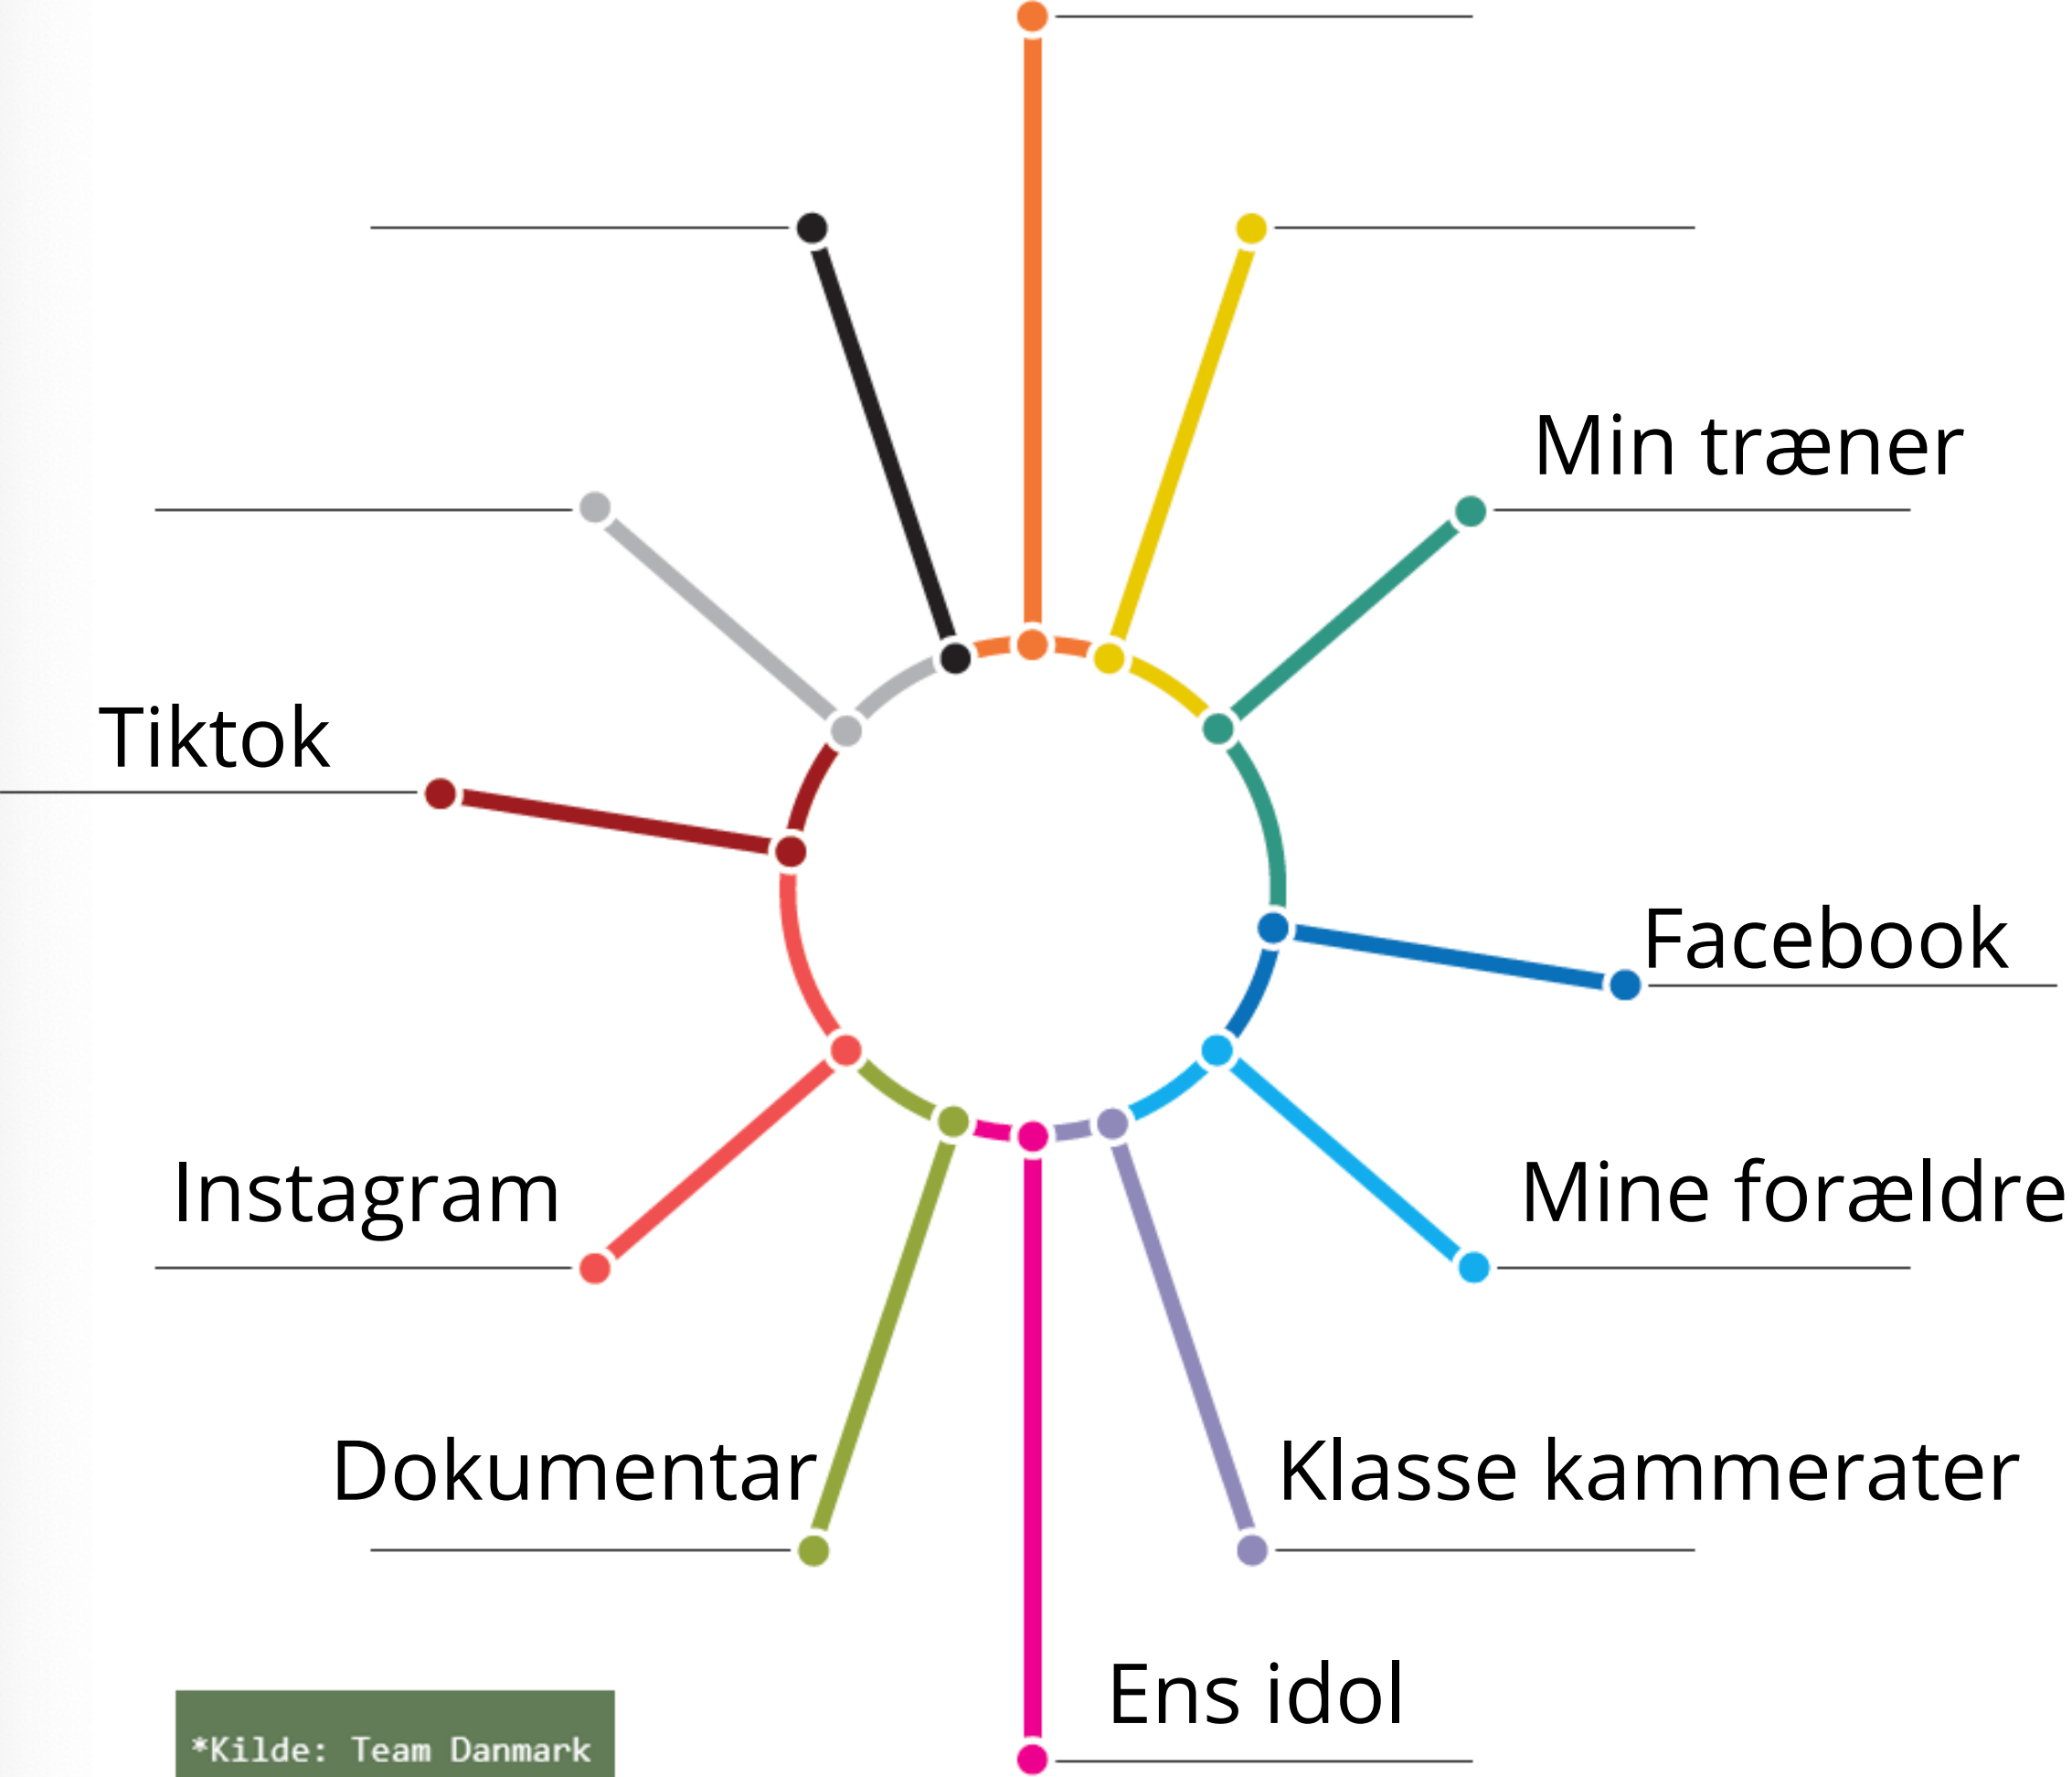 Min træner
Tiktok
Facebook
Instagram
Mine forældre
Dokumentar
Klasse kammerater
Ens idol
*Kilde: Team Danmark